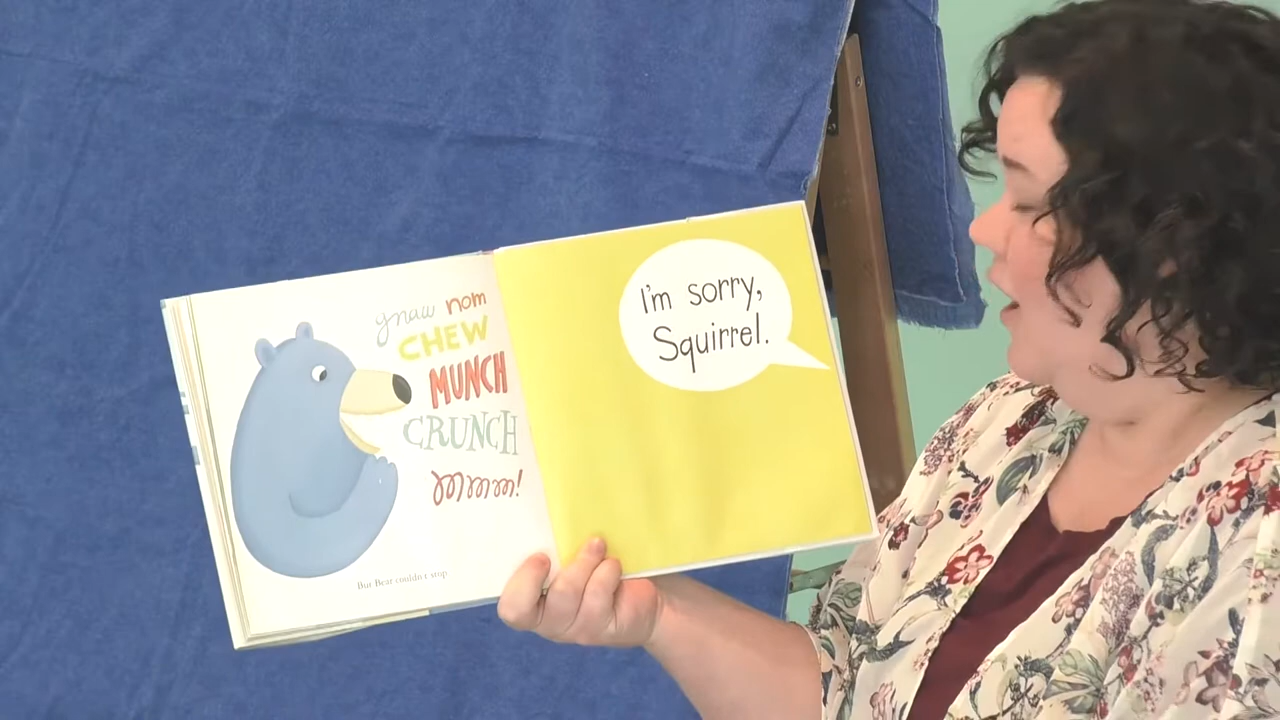 gnaw nom
CHEW
MUNCH
CRUNCH
mmm!
But Bear couldn't stop.
I'm sorry,
Squirrel.